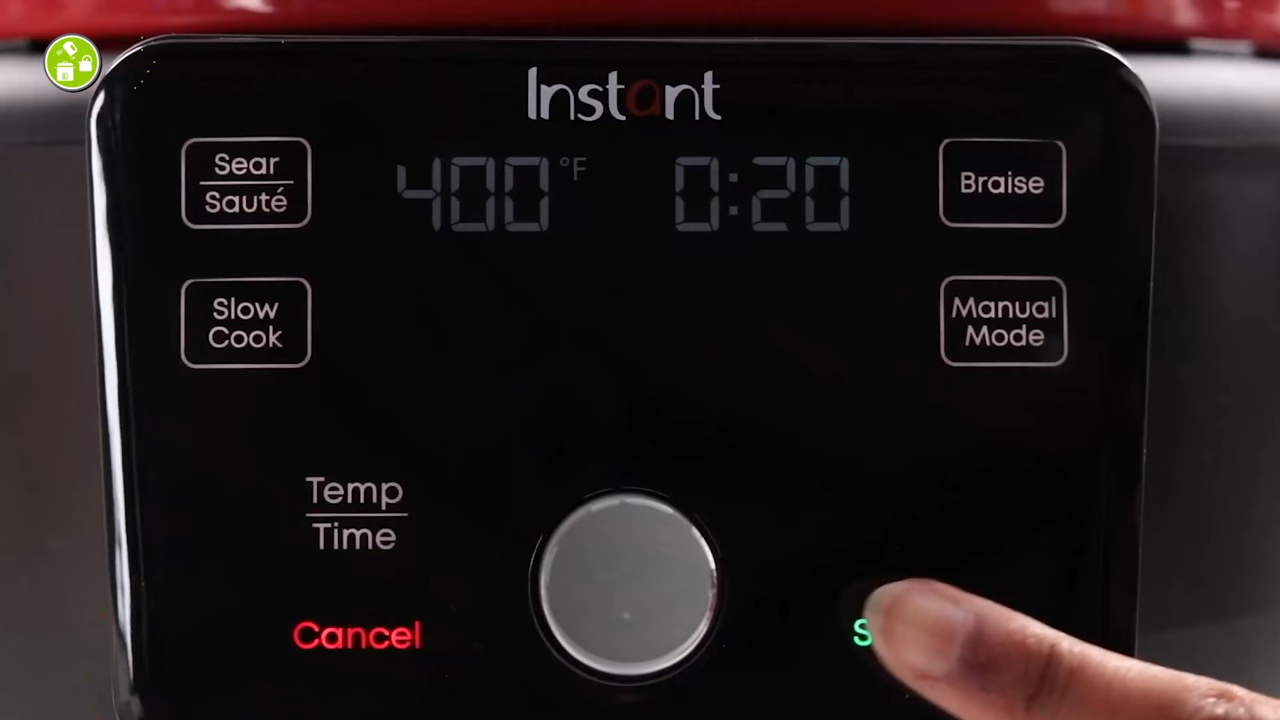 Instant
Sear
Sauté
400°F
0:20
Braise
Slow
Cook
Manual
Mode
Temp
Time
Cancel
S